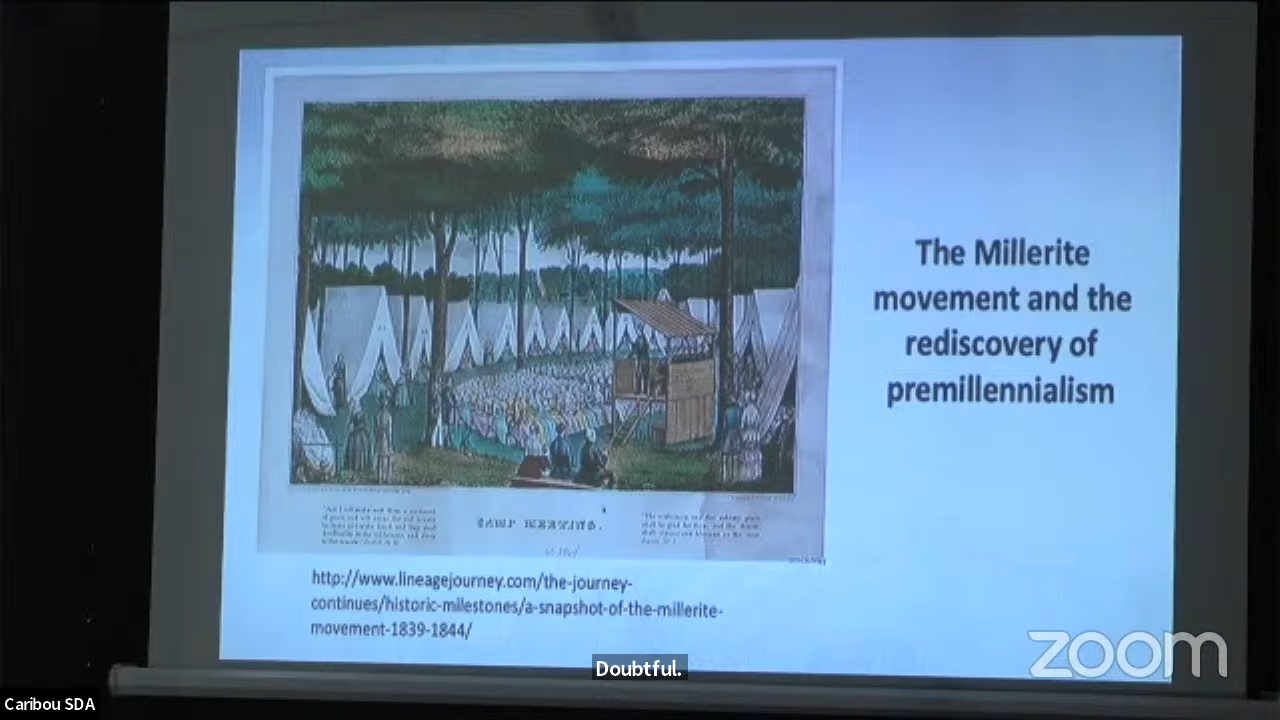 The Millerite
movement and the
rediscovery of
premillennialism
CAMP MEETING.
http://www.lineagejourney.com/the-journey-
continues/historic-milestones/a-snapshot-of-the-millerite-
movement-1839-1844/
Doubtful.
zoom
Caribou SDA